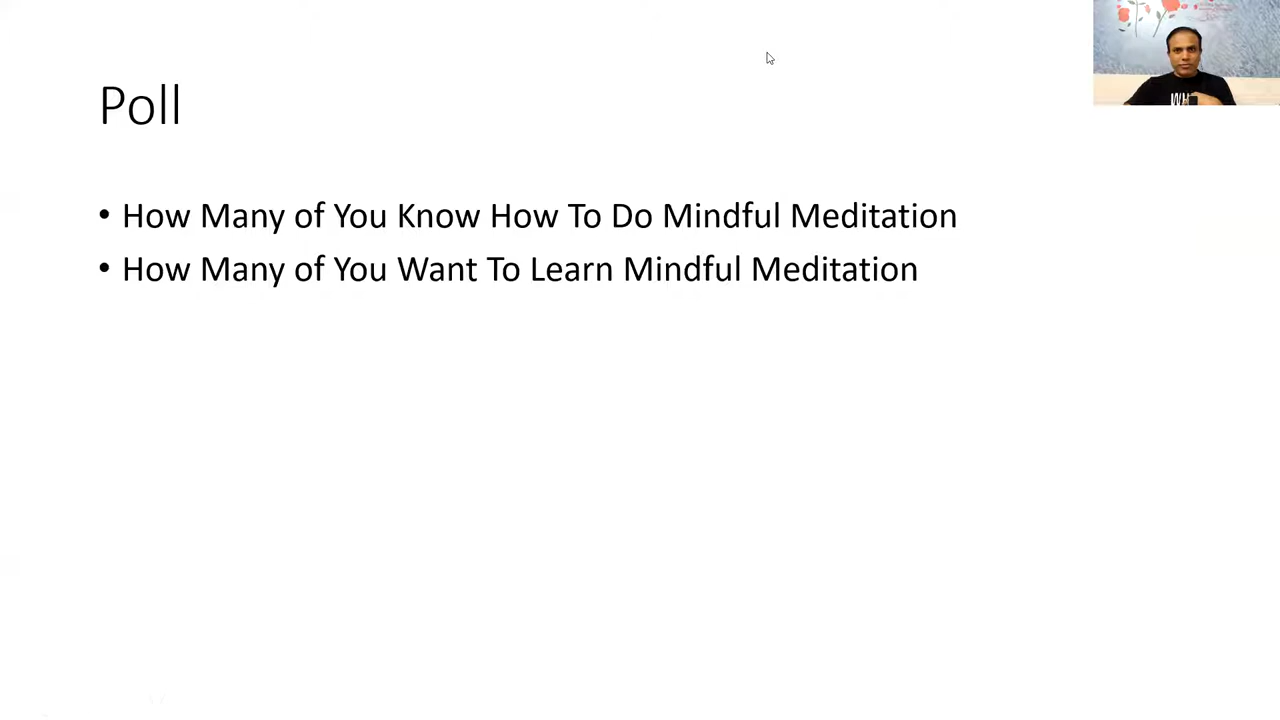 Poll
• How Many of You Know How To Do Mindful Meditation
• How Many of You Want To Learn Mindful Meditation